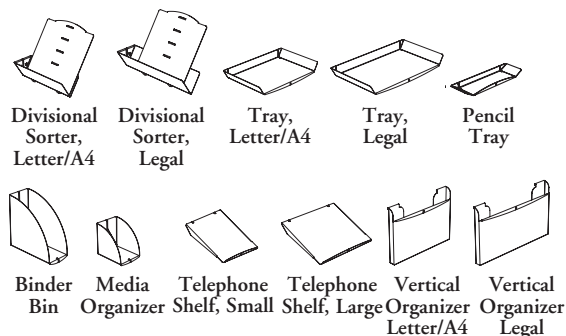 Divisional
Sorter,
Letter/A4
Divisional
Sorter,
Legal
Tray,
Letter/A4
Tray,
Legal
Pencil
Tray
Binder
Bin
Media
Organizer
Telephone
Shelf, Small
Telephone
Shelf, Large
Vertical
Organizer
Letter/A4
Vertical
Organizer
Legal